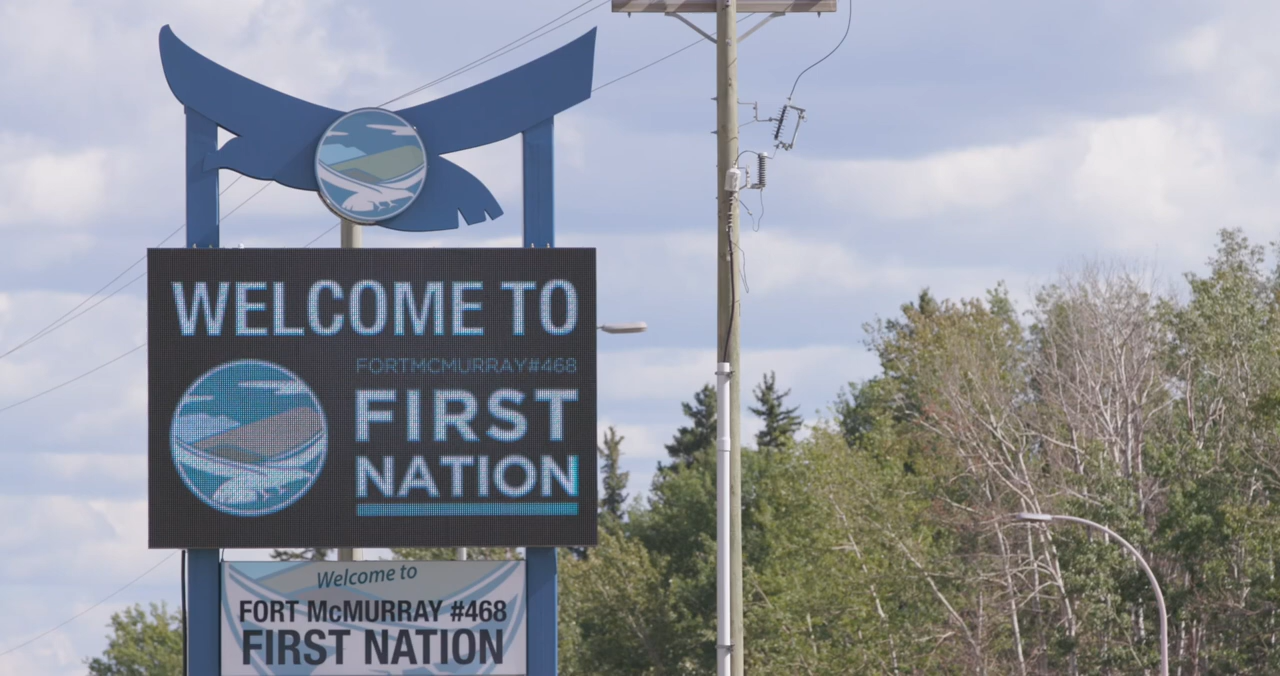 WELCOME TO
FORTMCMURRAY#468
FIRST
NATION
Welcome to
FORT McMURRAY #468
FIRST NATION